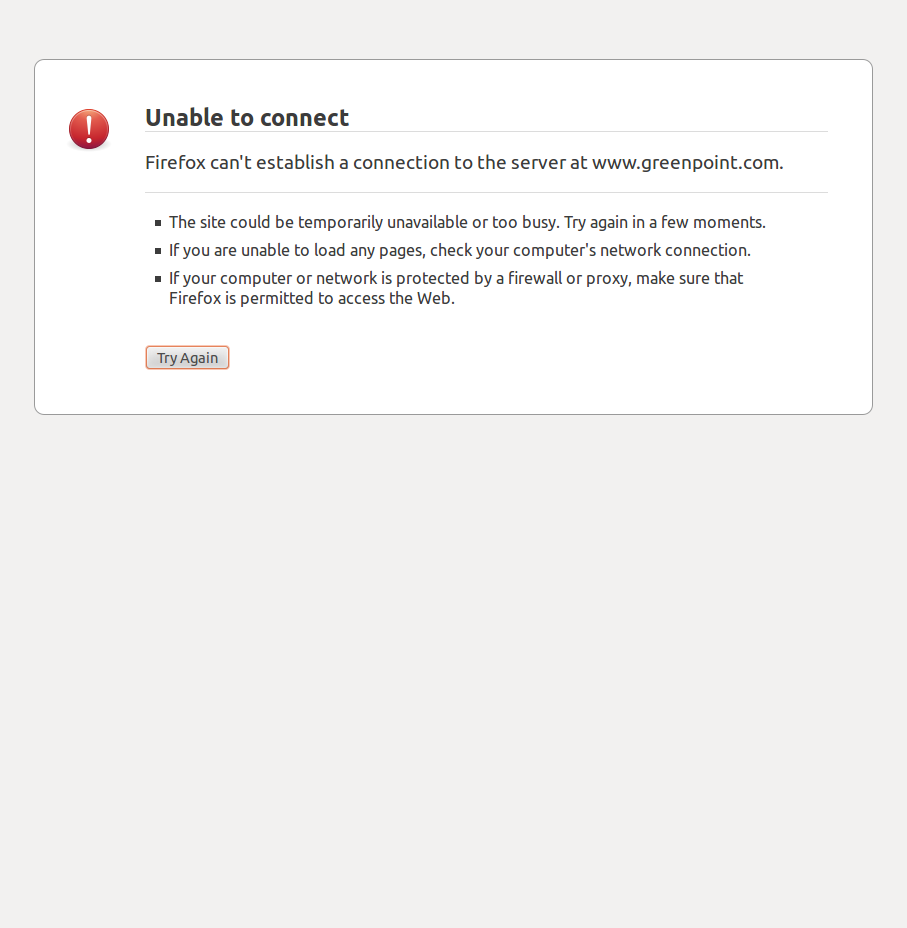 Unable to connect
Firefox can't establish a connection to the server at www.greenpoint.com.
The site could be temporarily unavailable or too busy. Try again in a few moments.
If you are unable to load any pages, check your computer's network connection.
If your computer or network is protected by a firewall or proxy, make sure that
Firefox is permitted to access the Web.
Try Again